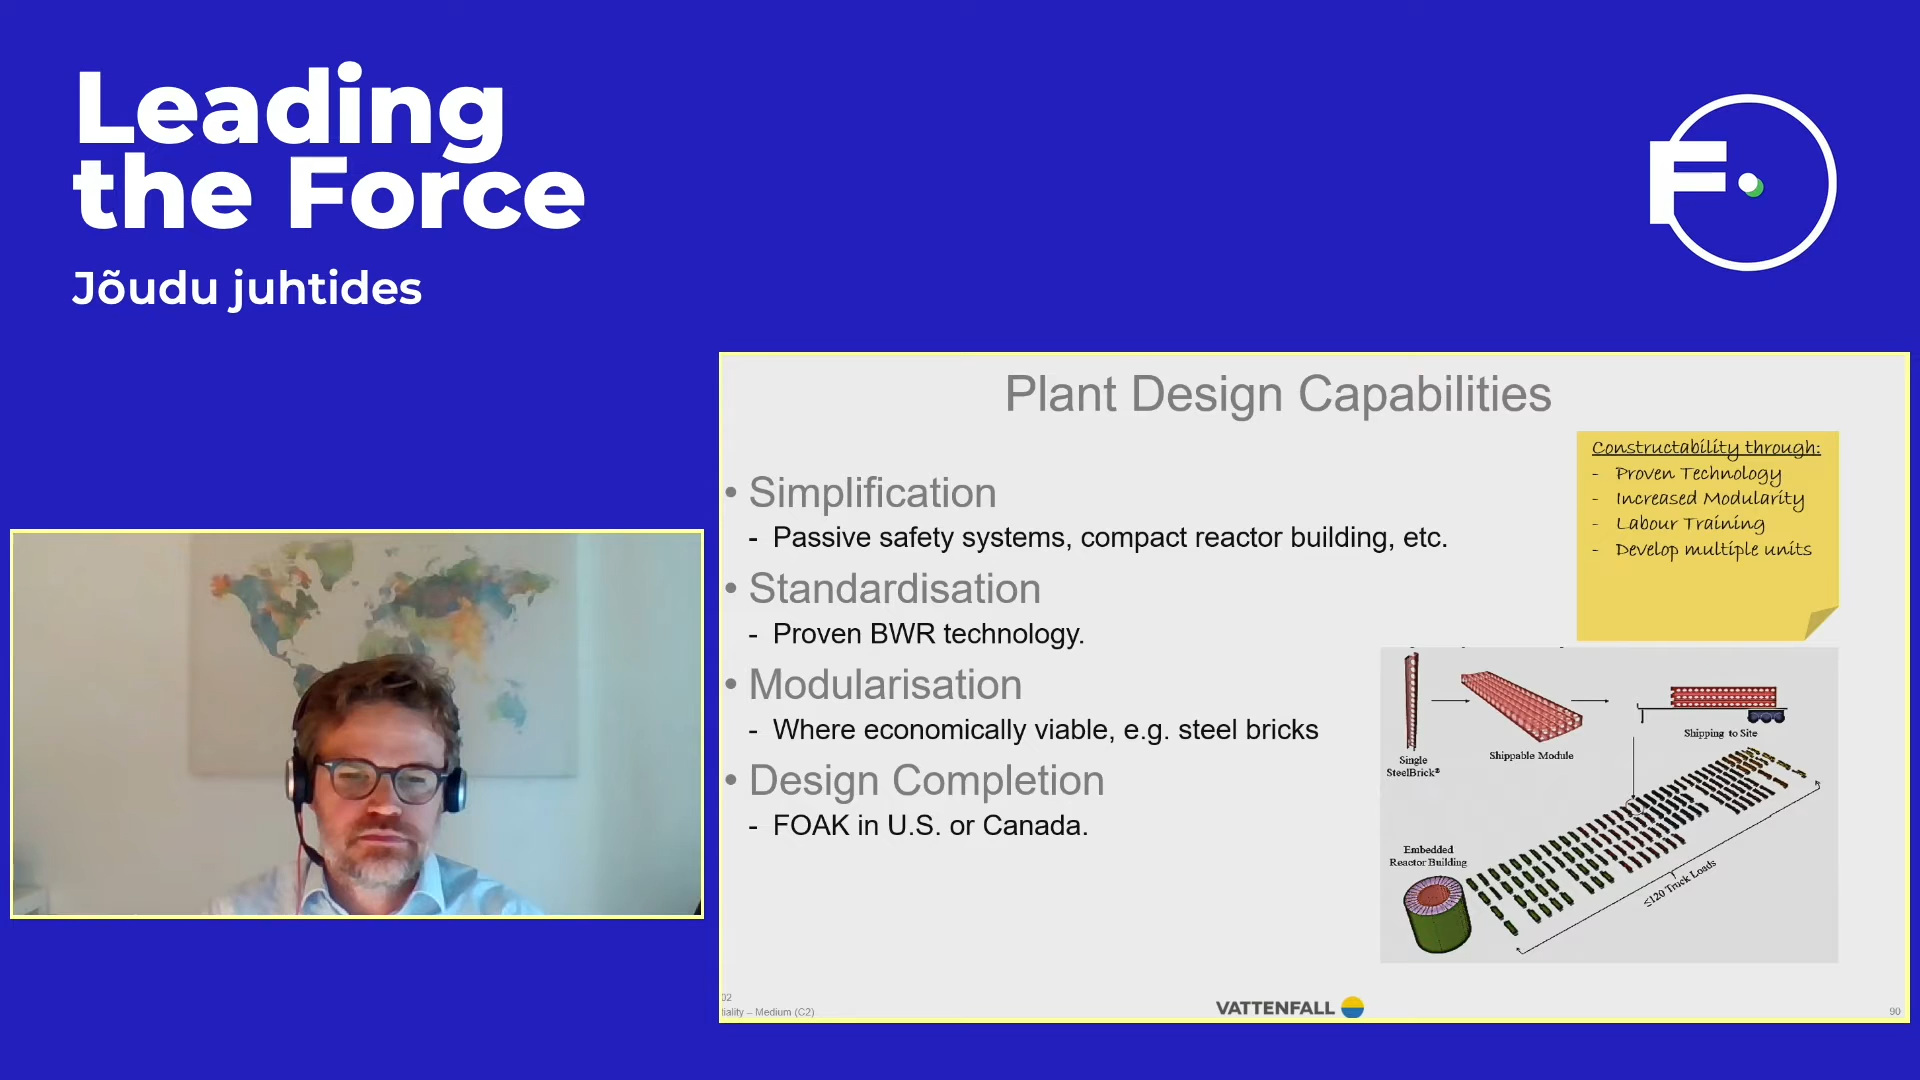 Leading
the Force
Jõudu juhtides
F
Plant Design Capabilities
• Simplification
- Passive safety systems, compact reactor building, etc.
• Standardisation
- Proven BWR technology.
• Modularisation
- Where economically viable, e.g. steel bricks
• Design Completion
- FOAK in U.S. or Canada.
Constructability through:
- Proven Technology
- Increased Modularity
- Labour Training
- Develop multiple units
Single
SteelBrick®
Shippable Module
Shipping to Site
Embedded
Reactor Building
≤120 Truck Loads
02
iality – Medium (C2)
VATTENFALL
90